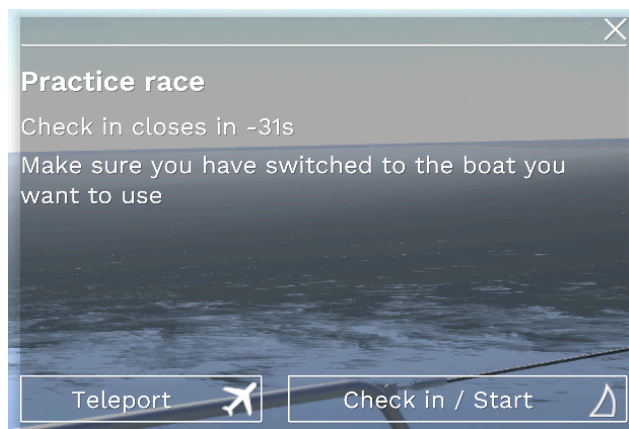 Practice race
Check in closes in -31s
Make sure you have switched to the boat you
want to use
Teleport
Check in / Start